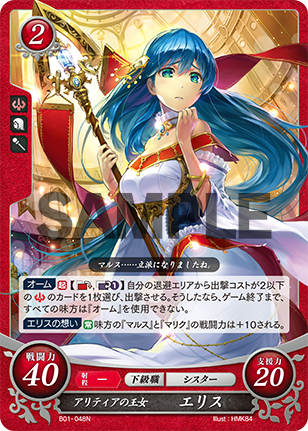 2
SAMPLE
マルス……立派になりましたね。
オーム 起 自分の退避エリアから出撃コストが2以下
のカードを1枚選び、出撃させる。そうしたなら、ゲーム終了まで、
すべての味方は『オーム』を使用できない。
エリスの想い 常 味方の『マルス』と『マリク』の戦闘力は+10される。
戦闘力
40
射程 ー 下級職 シスター
支援力
20
アリティアの王女 エリス
B01-048N
Illust:HMK84